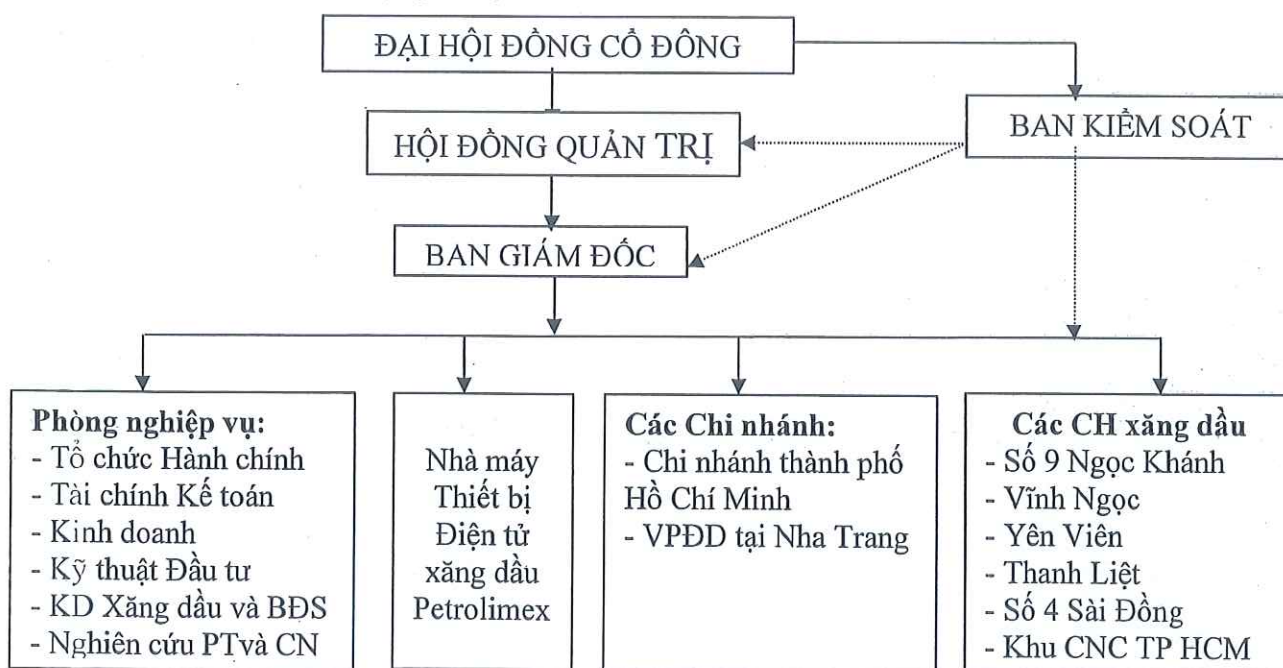 ĐẠI HỘI ĐỒNG CỔ ĐÔNG
BAN KIỂM SOÁT
HỘI ĐỒNG QUẢN TRỊ
BAN GIÁM ĐỐC
Phòng nghiệp vụ:
- Tổ chức Hành chính
- Tài chính Kế toán
- Kinh doanh
- Kỹ thuật Đầu tư
- KD Xăng dầu và BĐS
- Nghiên cứu PTvà CN
Nhà máy
Thiết bị
Điện tử
xăng dầu
Petrolimex
Các Chi nhánh:
- Chi nhánh thành phố
Hồ Chí Minh
- VPĐD tại Nha Trang
Các CH xăng dầu
- Số 9 Ngọc Khánh
- Vĩnh Ngọc
- Yên Viên
- Thanh Liệt
- Số 4 Sài Đồng
- Khu CNC TP HCM